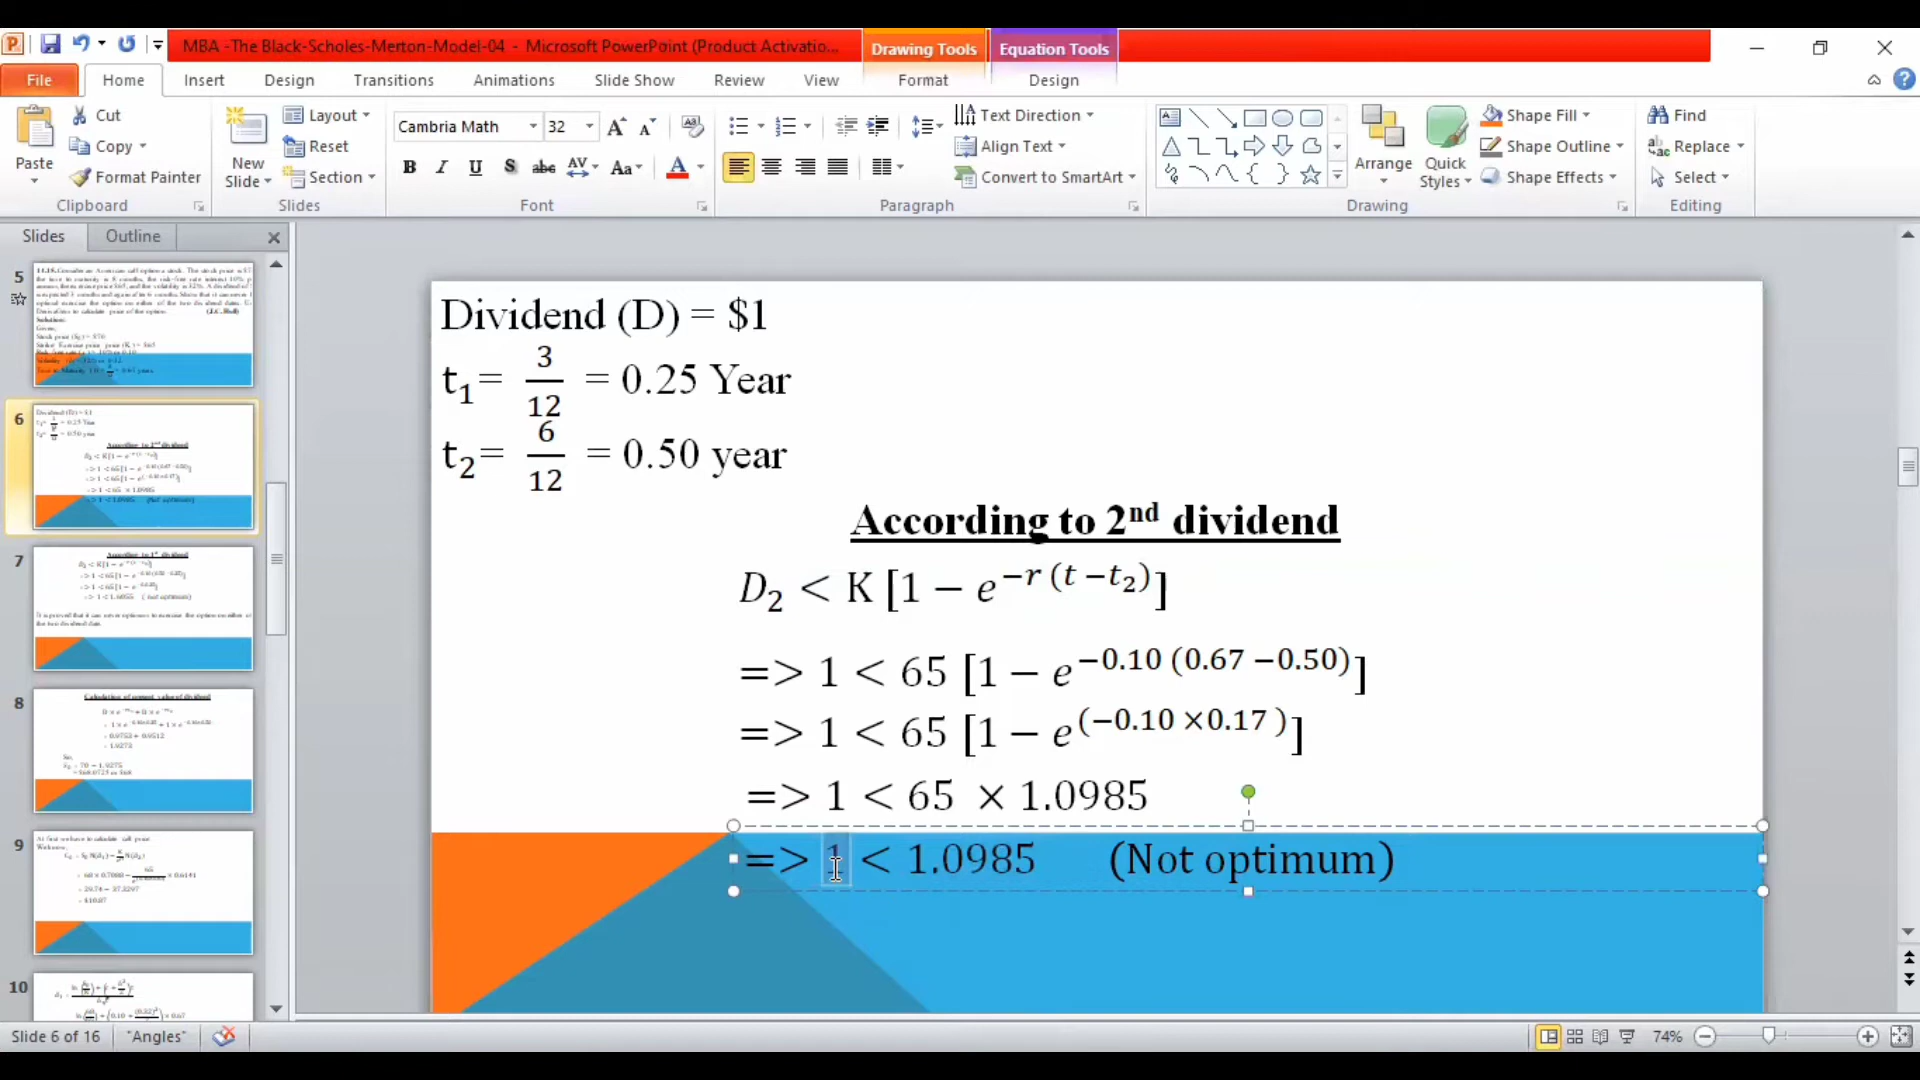 MBA -The Black-Scholes-Merton-Model-04 - Microsoft PowerPoint (Product Activatio...
Drawing Tools
Equation Tools
File
Home
Insert
Design
Transitions
Animations
Slide Show
Review
View
Format
Design
Paste
Cut
Copy
Format Painter
Clipboard
New Slide
Layout
Reset
Section
Slides
Cambria Math
32
Font
Text Direction
Align Text
Convert to SmartArt
Paragraph
Arrange
Quick Styles
Shape Fill
Shape Outline
Shape Effects
Drawing
Find
Replace
Select
Editing
Slides
Outline
5
6
7
8
9
10
Dividend (D) = $1
t₁= 3/12 = 0.25 Year
t₂= 6/12 = 0.50 year
According to 2nd dividend
D₂ < K [1 − e^−r (t −t₂)]
=> 1 < 65 [1 − e^−0.10 (0.67 −0.50)]
=> 1 < 65 [1 − e^(−0.10 ×0.17 )]
=> 1 < 65 × 1.0985
=> 1 < 1.0985 (Not optimum)
Slide 6 of 16
"Angles"
74%